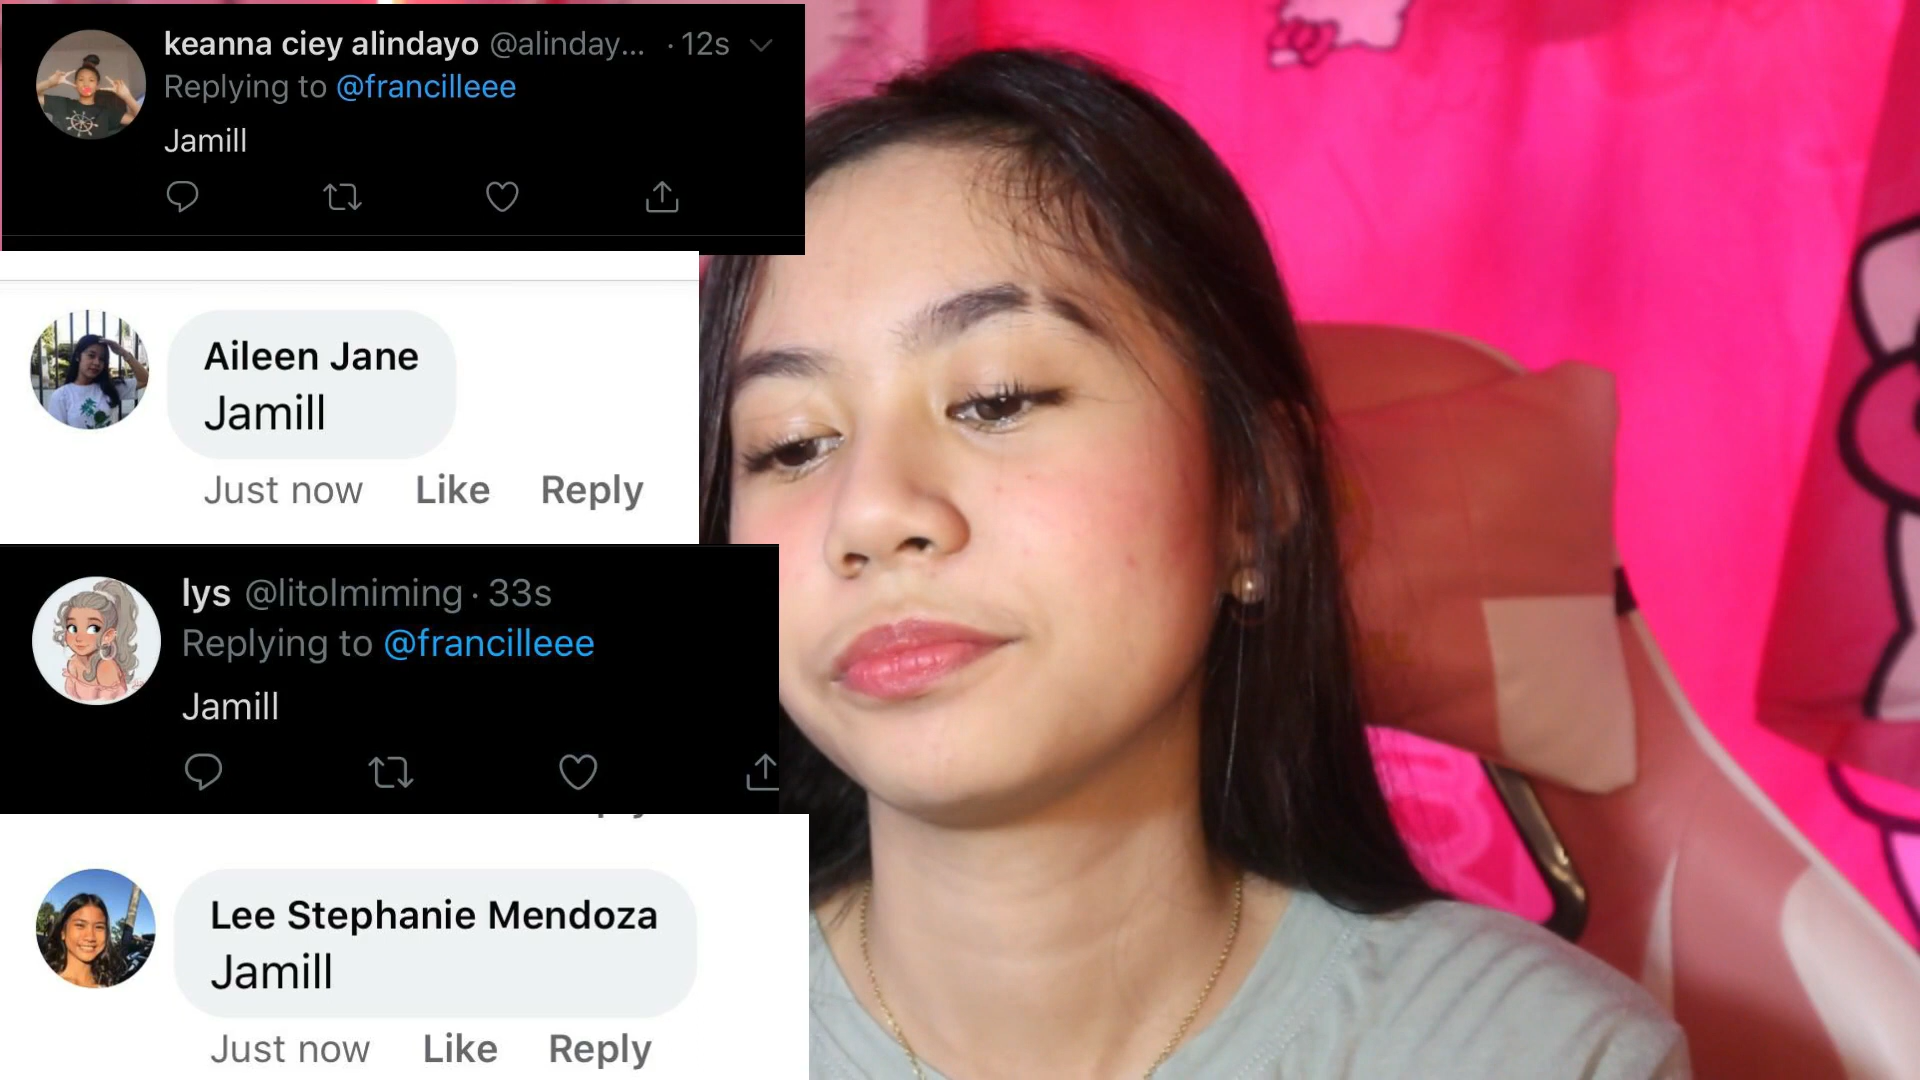 keanna ciey alindayo @alinday... · 12s
Replying to @francilleee
Jamill
Aileen Jane
Jamill
Just now Like Reply
lys @litolmiming · 33s
Replying to @francilleee
Jamill
Lee Stephanie Mendoza
Jamill
Just now Like Reply